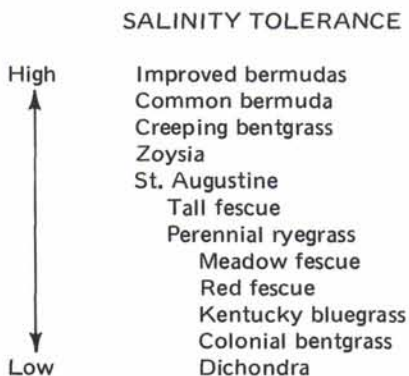 SALINITY TOLERANCE
High Improved bermudas
Common bermuda
Creeping bentgrass
Zoysia
St. Augustine
Tall fescue
Perennial ryegrass
Meadow fescue
Red fescue
Kentucky bluegrass
Colonial bentgrass
Low Dichondra